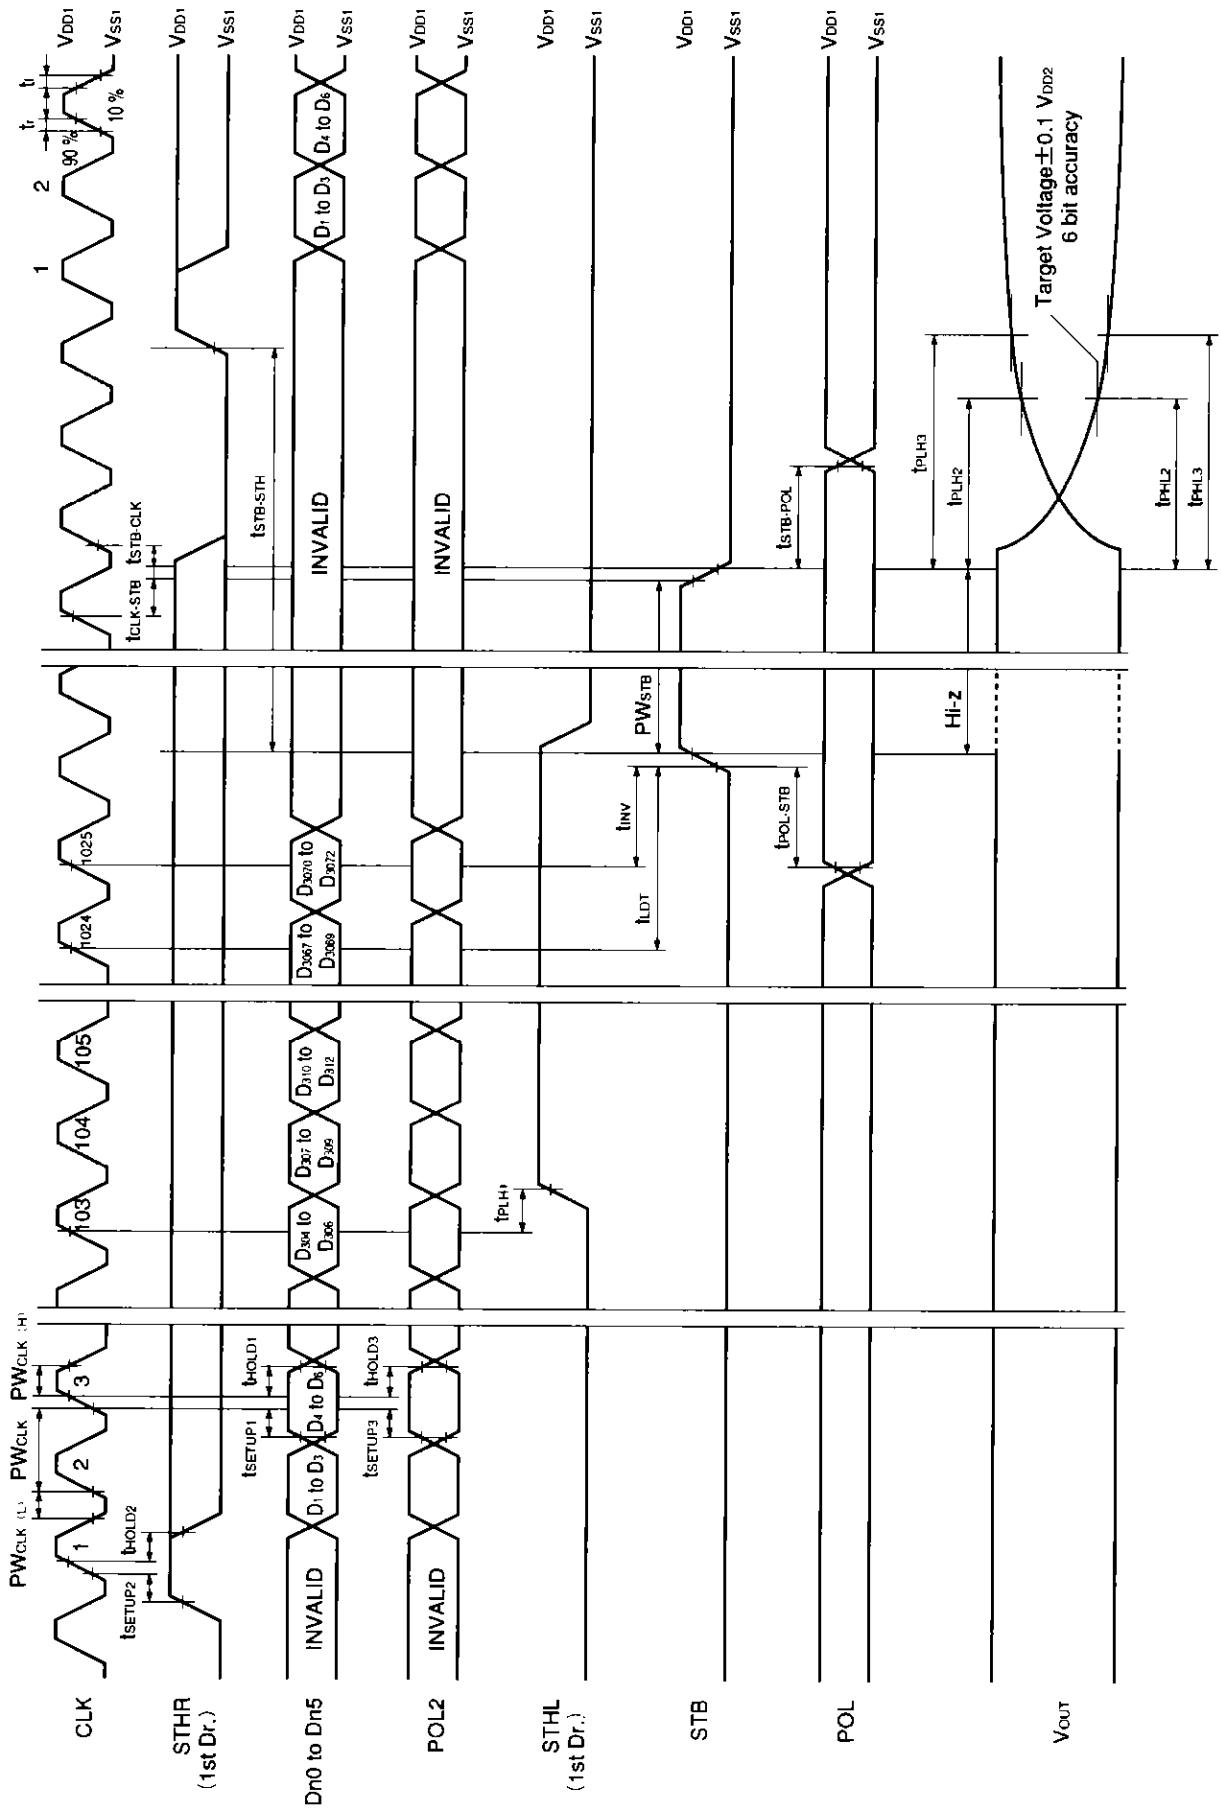 PWCLK (L)
PWCLK
PWCLK (H)
tr
tf
90 %
10 %
CLK
1
2
3
103
104
105
1024
1025
1
2
VDD1
VSS1
tSETUP2
tHOLD2
tCLK-STB
tSTB-CLK
STHR
(1st Dr.)
VDD1
VSS1
tSETUP1
tHOLD1
tSTB-STH
Dn0 to Dn5
INVALID
D1 to D3
D4 to D6
D304 to
D306
D307 to
D309
D310 to
D312
D3067 to
D3069
D3070 to
D3072
INVALID
D1 to D3
D4 to D6
VDD1
VSS1
tSETUP3
tHOLD3
POL2
INVALID
INVALID
VDD1
VSS1
tPLH1
STHL
(1st Dr.)
VDD1
VSS1
tINV
tLDT
PWSTB
STB
VDD1
VSS1
tPOL-STB
tSTB-POL
POL
VDD1
VSS1
Hi-z
tPLH3
tPLH2
VOUT
Target Voltage±0.1 VDD2
6 bit accuracy
tPHL2
tPHL3